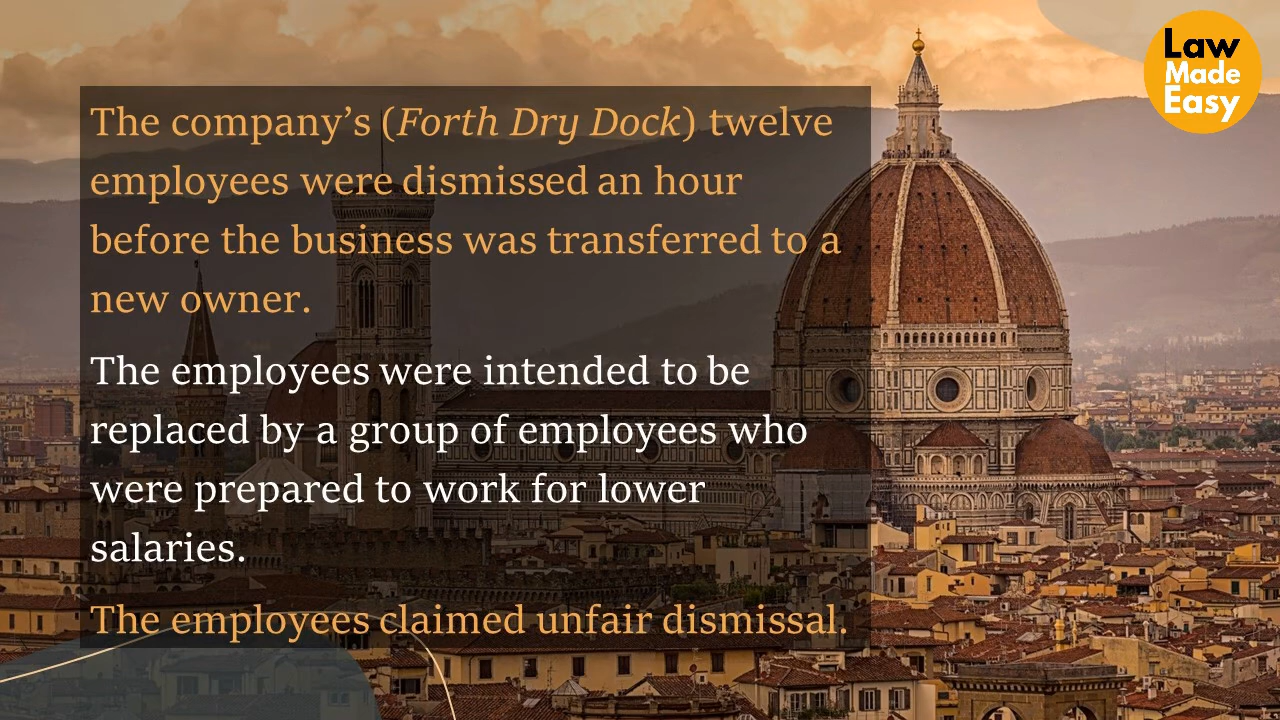 Law
Made
Easy
The company’s (Forth Dry Dock) twelve
employees were dismissed an hour
before the business was transferred to a
new owner.
The employees were intended to be
replaced by a group of employees who
were prepared to work for lower
salaries.
The employees claimed unfair dismissal.